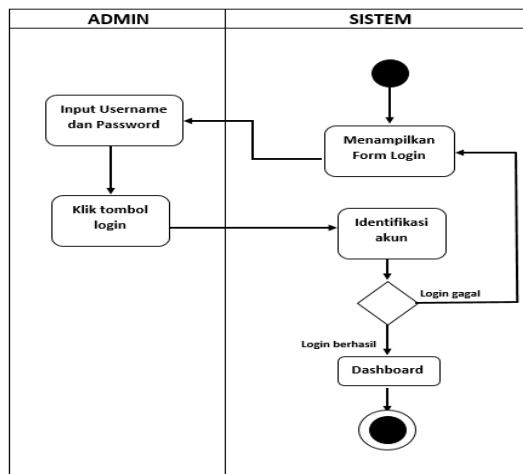 ADMIN
SISTEM
Input Username
dan Password
Menampilkan
Form Login
Klik tombol
login
Identifikasi
akun
Login gagal
Login berhasil
Dashboard